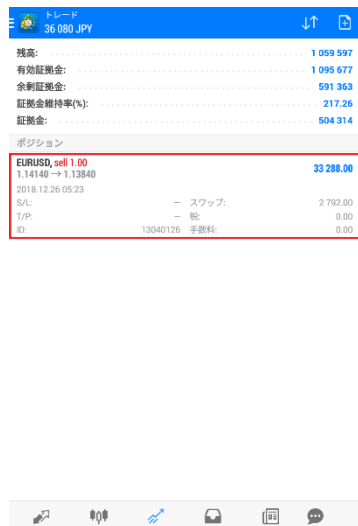 トレード
36 080 JPY
残高: 1 059 597
有効証拠金: 1 095 677
余剰証拠金: 591 363
証拠金維持率(%): 217.26
証拠金: 504 314
ポジション
EURUSD, sell 1.00
1.14140 → 1.13840 33 288.00
2018.12.26 05:23
S/L: – スワップ: 2 792.00
T/P: – 税: 0.00
ID: 13040126 手数料: 0.00